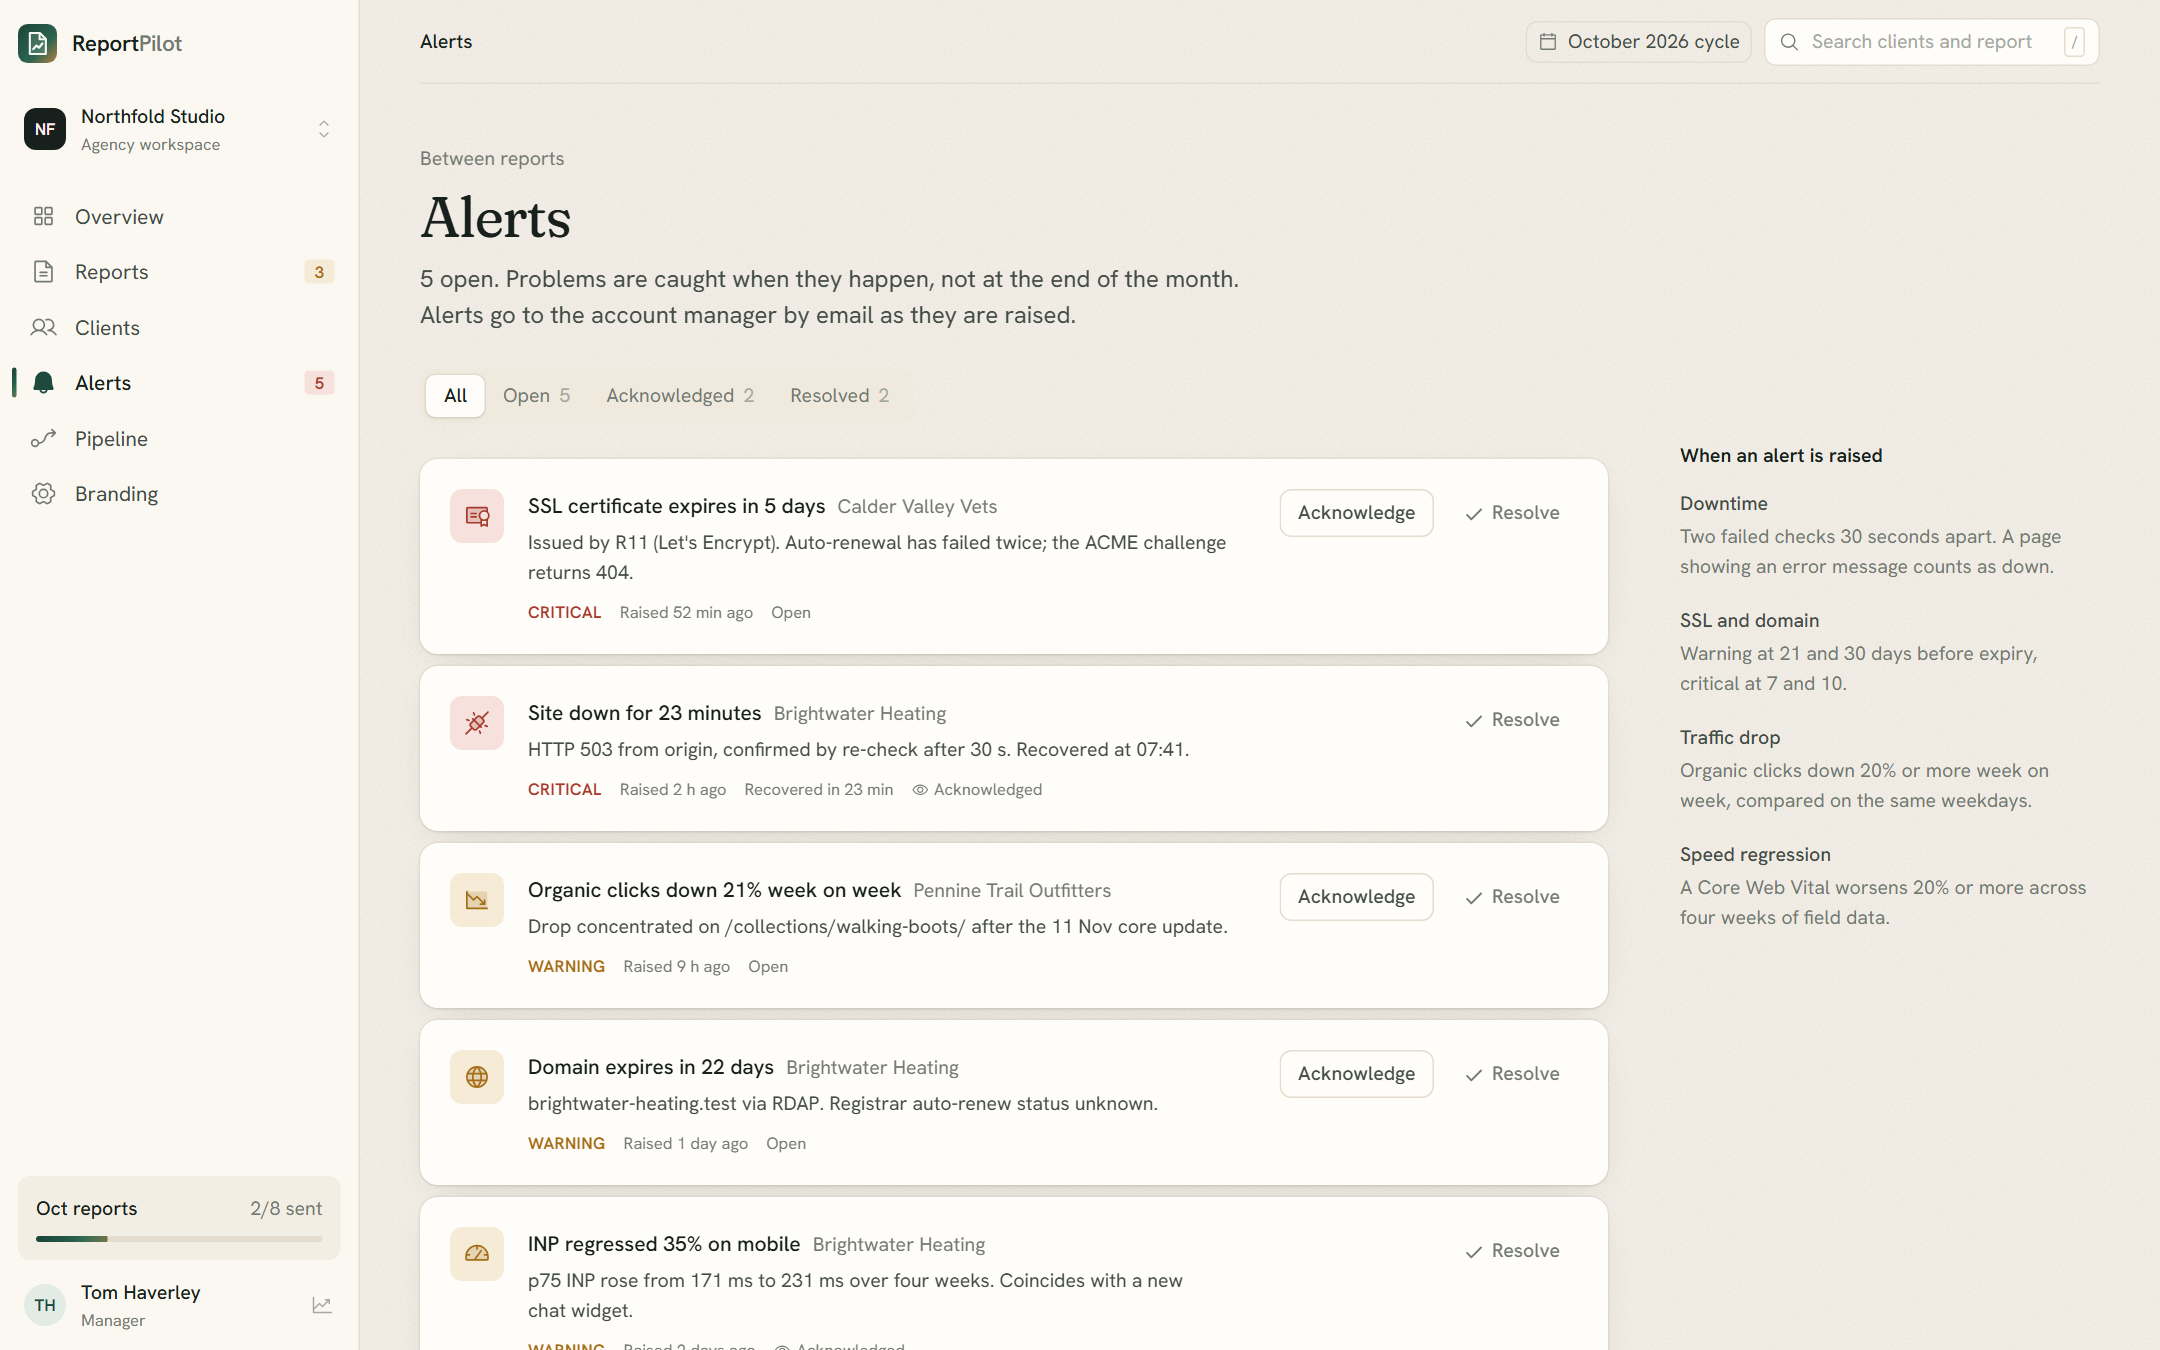 ReportPilot
NF
Northfold Studio
Agency workspace
Overview
Reports 3
Clients
Alerts 5
Pipeline
Branding
Oct reports 2/8 sent
TH
Tom Haverley
Manager
Alerts
October 2026 cycle
Search clients and report /
Between reports
Alerts
5 open. Problems are caught when they happen, not at the end of the month.
Alerts go to the account manager by email as they are raised.
All Open 5 Acknowledged 2 Resolved 2
SSL certificate expires in 5 days Calder Valley Vets
Acknowledge Resolve
Issued by R11 (Let's Encrypt). Auto-renewal has failed twice; the ACME challenge
returns 404.
CRITICAL Raised 52 min ago Open
Site down for 23 minutes Brightwater Heating
Resolve
HTTP 503 from origin, confirmed by re-check after 30 s. Recovered at 07:41.
CRITICAL Raised 2 h ago Recovered in 23 min Acknowledged
Organic clicks down 21% week on week Pennine Trail Outfitters
Acknowledge Resolve
Drop concentrated on /collections/walking-boots/ after the 11 Nov core update.
WARNING Raised 9 h ago Open
Domain expires in 22 days Brightwater Heating
Acknowledge Resolve
brightwater-heating.test via RDAP. Registrar auto-renew status unknown.
WARNING Raised 1 day ago Open
INP regressed 35% on mobile Brightwater Heating
Resolve
p75 INP rose from 171 ms to 231 ms over four weeks. Coincides with a new
chat widget.
WARNING Raised 2 days ago Acknowledged
When an alert is raised
Downtime
Two failed checks 30 seconds apart. A page
showing an error message counts as down.
SSL and domain
Warning at 21 and 30 days before expiry,
critical at 7 and 10.
Traffic drop
Organic clicks down 20% or more week on
week, compared on the same weekdays.
Speed regression
A Core Web Vital worsens 20% or more across
four weeks of field data.